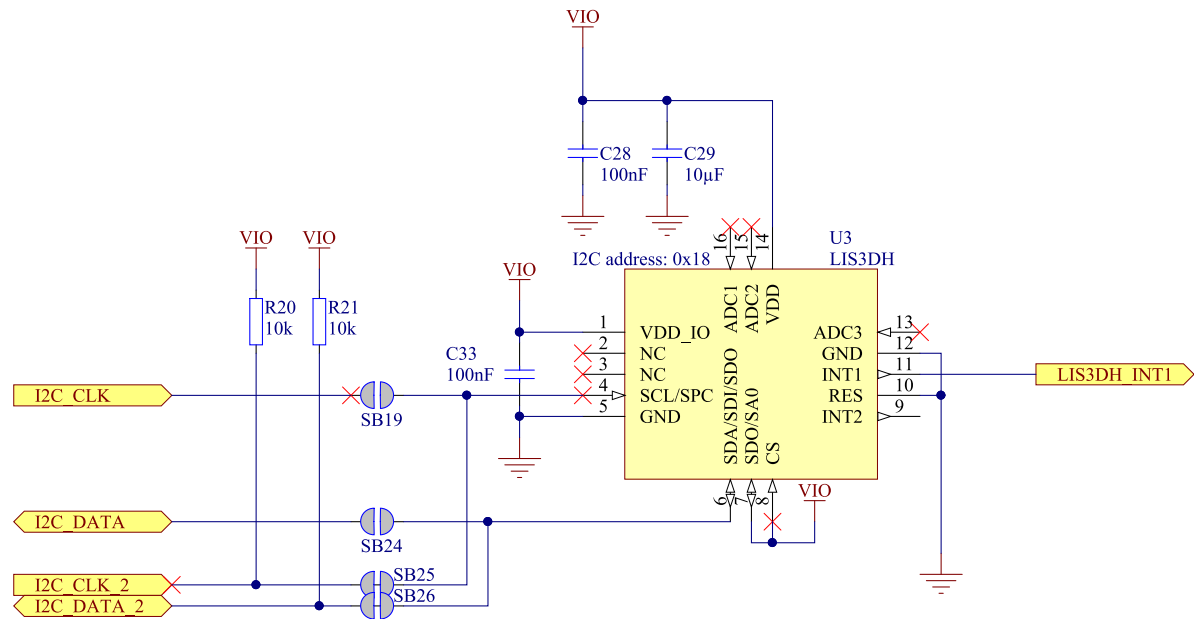 VIO
C28
100nF
C29
10µF
VIO
VIO
I2C address: 0x18
U3
LIS3DH
VIO
16
15
14
ADC1
ADC2
VDD
R20
10k
R21
10k
1
VDD_IO
ADC3
13
2
NC
GND
12
C33
100nF
3
NC
INT1
11
LIS3DH_INT1
I2C_CLK
SB19
4
SCL/SPC
RES
10
5
GND
INT2
9
SDA/SDI/SDO
SDO/SA0
CS
6
7
8
VIO
I2C_DATA
SB24
I2C_CLK_2
SB25
I2C_DATA_2
SB26